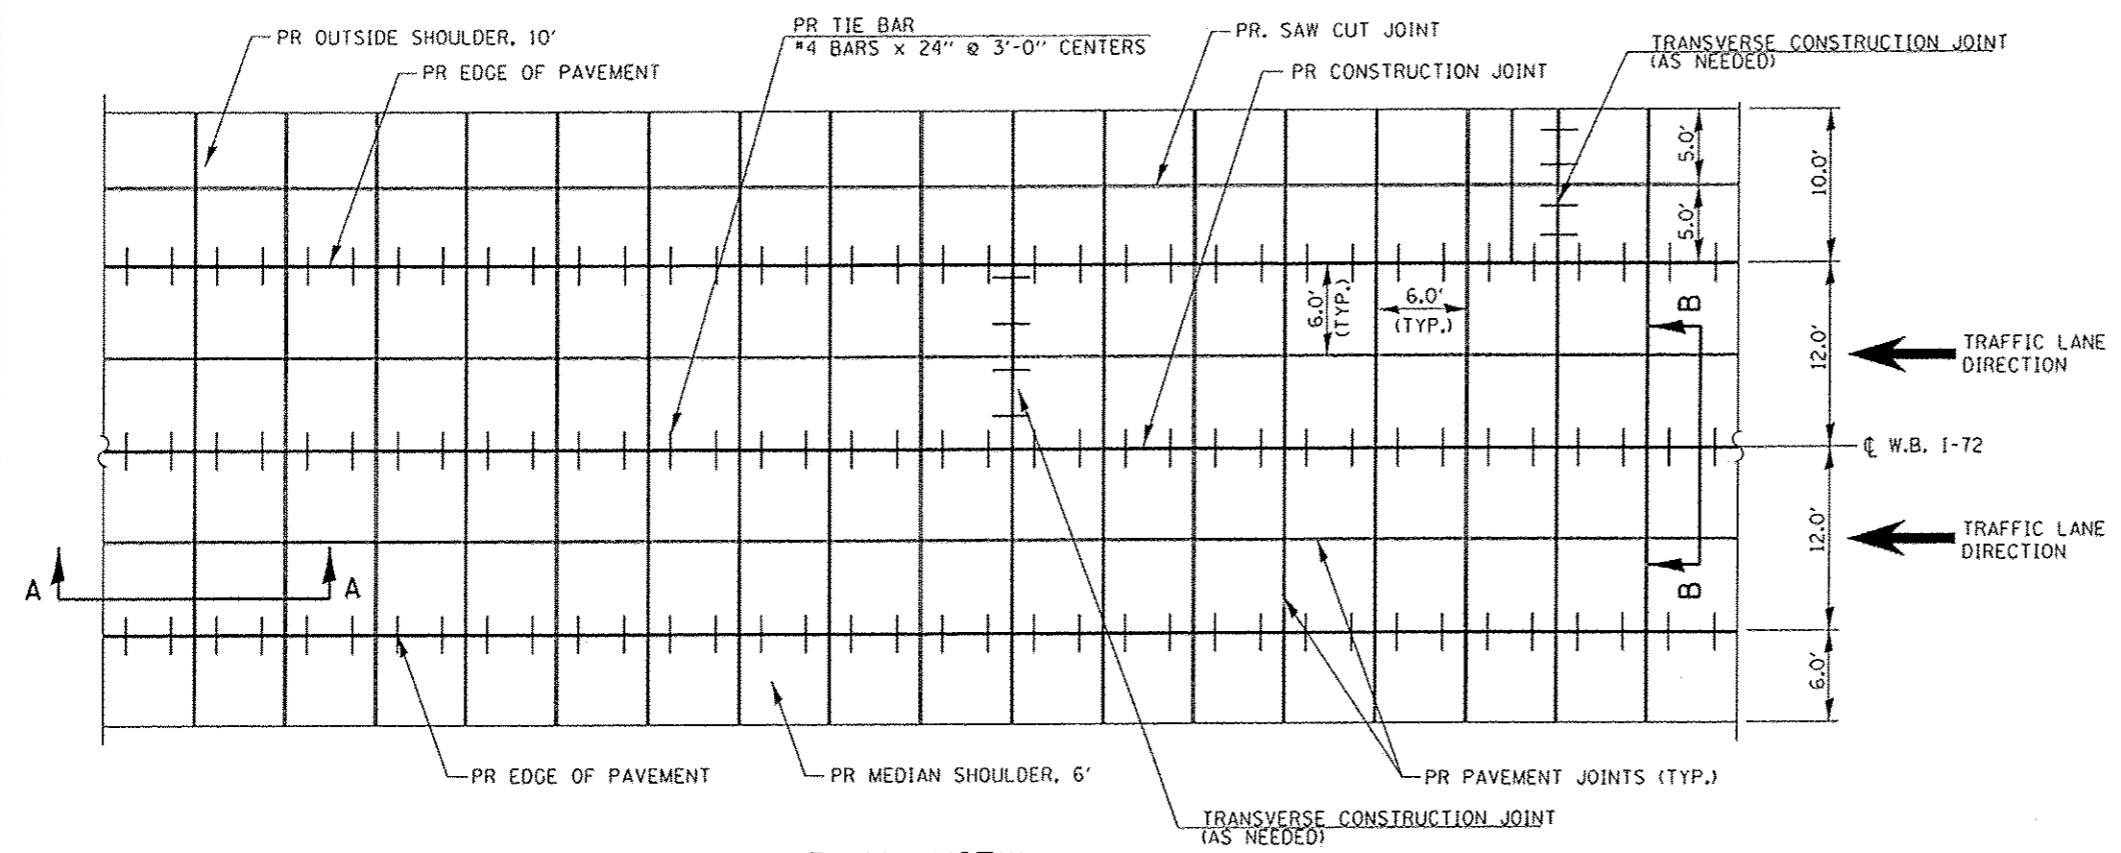 PR OUTSIDE SHOULDER, 10'
PR EDGE OF PAVEMENT
PR TIE BAR
#4 BARS x 24" @ 3'-0" CENTERS
PR. SAW CUT JOINT
PR CONSTRUCTION JOINT
TRANSVERSE CONSTRUCTION JOINT
(AS NEEDED)
5.0'
5.0'
10.0'
6.0'
(TYP.)
6.0'
(TYP.)
B
12.0'
TRAFFIC LANE
DIRECTION
℄ W.B. I-72
12.0'
TRAFFIC LANE
DIRECTION
A
A
B
6.0'
PR EDGE OF PAVEMENT
PR MEDIAN SHOULDER, 6'
PR PAVEMENT JOINTS (TYP.)
TRANSVERSE CONSTRUCTION JOINT
(AS NEEDED)